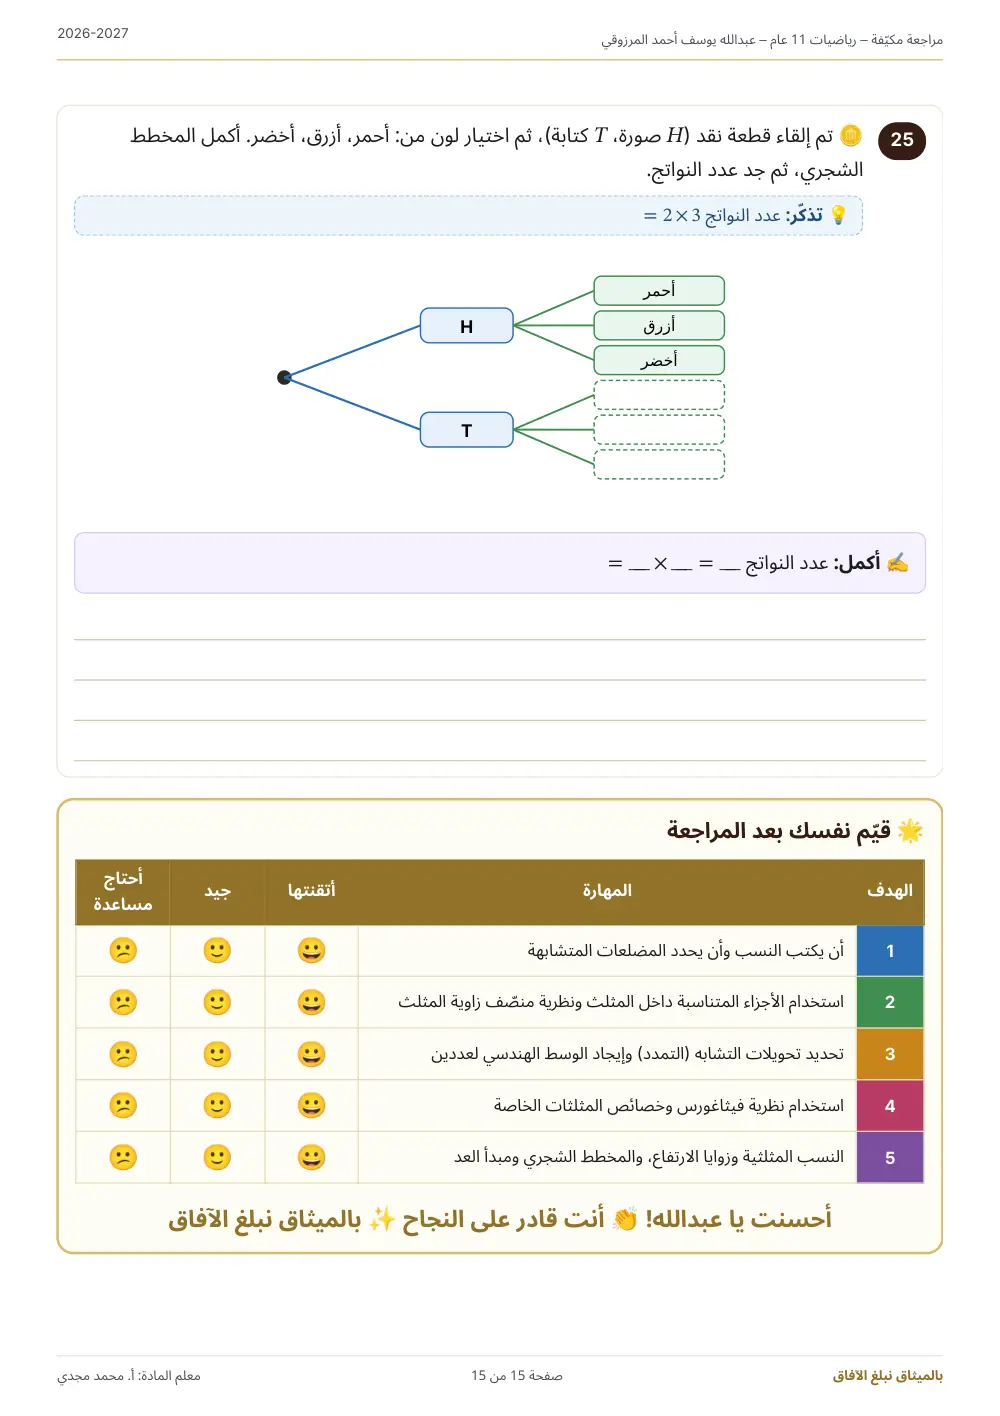 مراجعة مكيّفة – رياضيات 11 عام – عبدالله يوسف أحمد المرزوقي
2026-2027
25
🪙 تم إلقاء قطعة نقد (H صورة، T كتابة)، ثم اختيار لون من: أحمر، أزرق، أخضر. أكمل المخطط
الشجري، ثم جد عدد النواتج.
💡 تذكّر: عدد النواتج 2 × 3 =
أحمر
H
أزرق
أخضر
T
✍️ أكمل: عدد النواتج __ = __ × __ =
🌟 قيّم نفسك بعد المراجعة
الهدف المهارة أتقنتها جيد أحتاج مساعدة
1 أن يكتب النسب وأن يحدد المضلعات المتشابهة 😀 🙂 😕
2 استخدام الأجزاء المتناسبة داخل المثلث ونظرية منصّف زاوية المثلث 😀 🙂 😕
3 تحديد تحويلات التشابه (التمدد) وإيجاد الوسط الهندسي لعددين 😀 🙂 😕
4 استخدام نظرية فيثاغورس وخصائص المثلثات الخاصة 😀 🙂 😕
5 النسب المثلثية وزوايا الارتفاع، والمخطط الشجري ومبدأ العد 😀 🙂 😕
أحسنت يا عبدالله! 👏 أنت قادر على النجاح ✨ بالميثاق نبلغ الآفاق
بالميثاق نبلغ الآفاق
صفحة 15 من 15
معلم المادة: أ. محمد مجدي